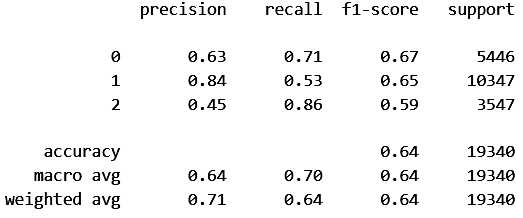 precision recall f1-score support
0 0.63 0.71 0.67 5446
1 0.84 0.53 0.65 10347
2 0.45 0.86 0.59 3547
accuracy 0.64 19340
macro avg 0.64 0.70 0.64 19340
weighted avg 0.71 0.64 0.64 19340